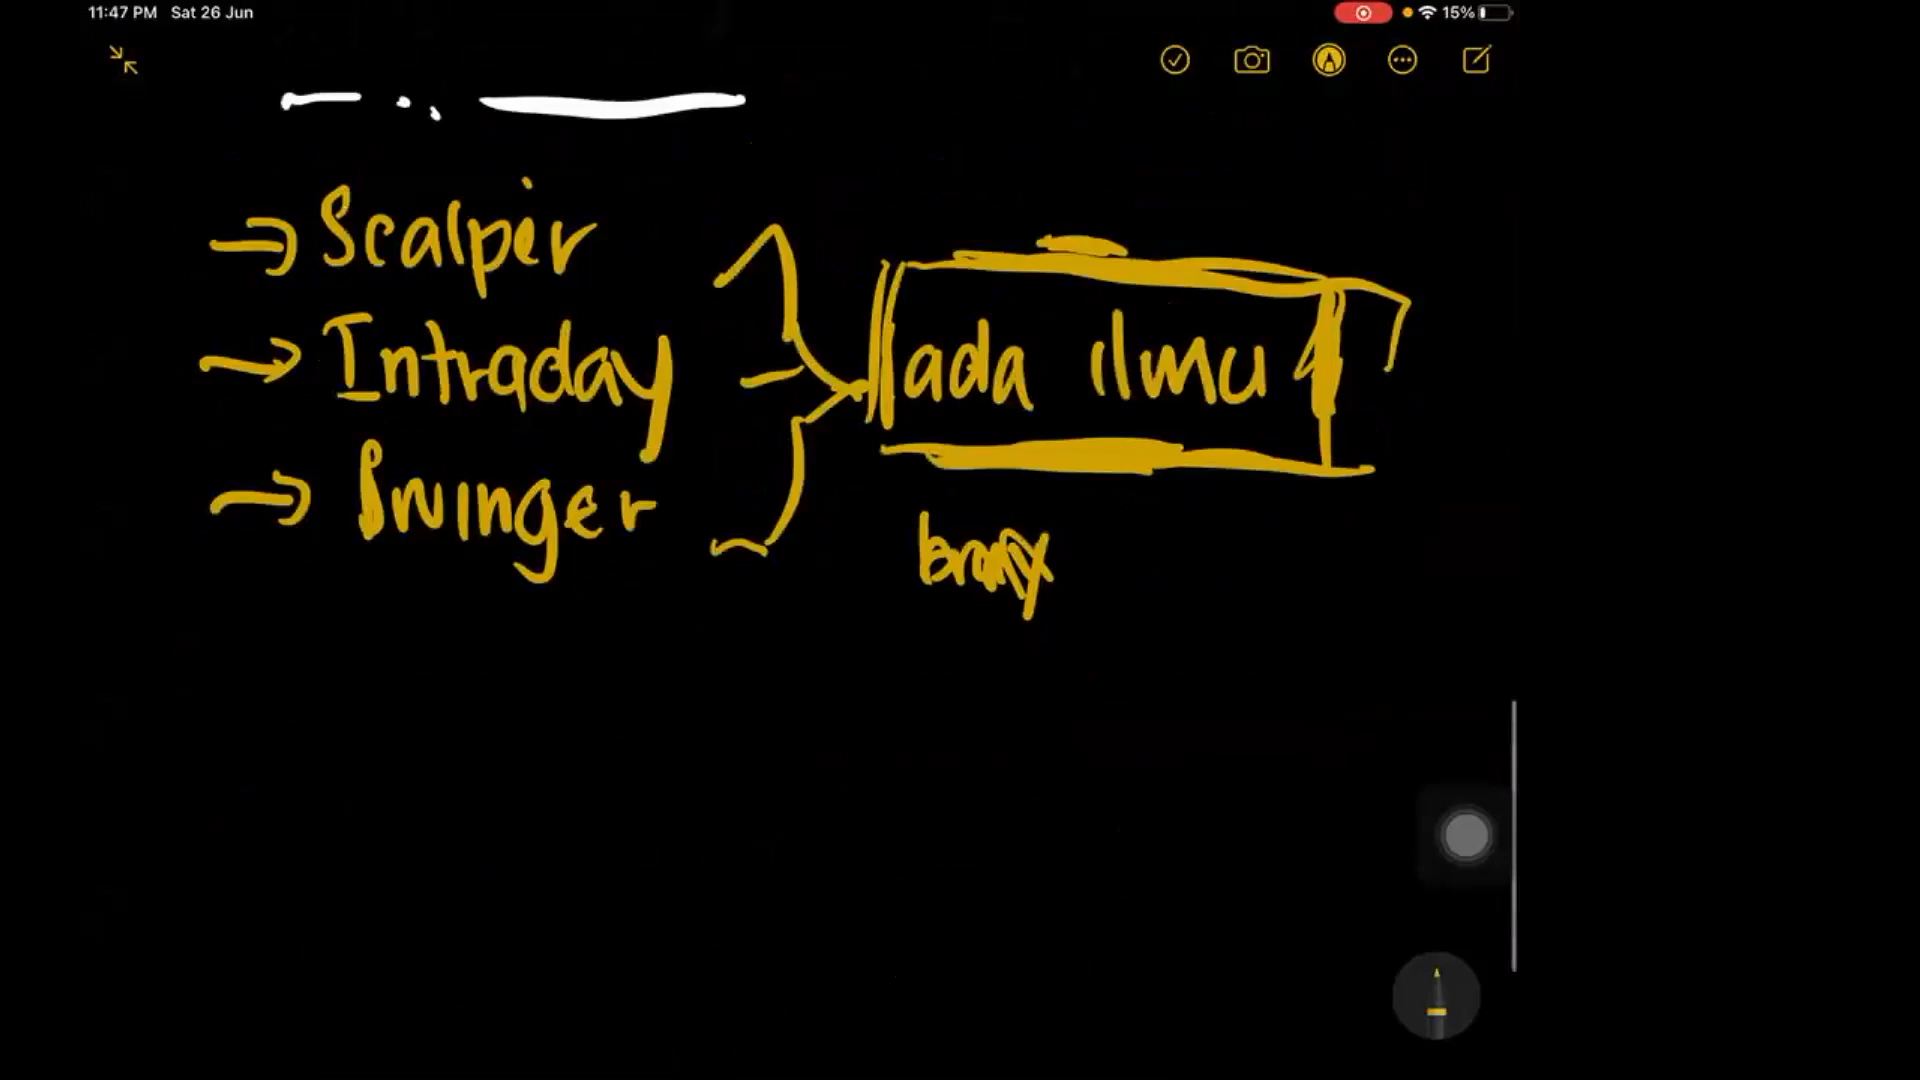 11:47 PM Sat 26 Jun
15%
→ Scalper
→ Intraday
→ Swinger
ada ilmu